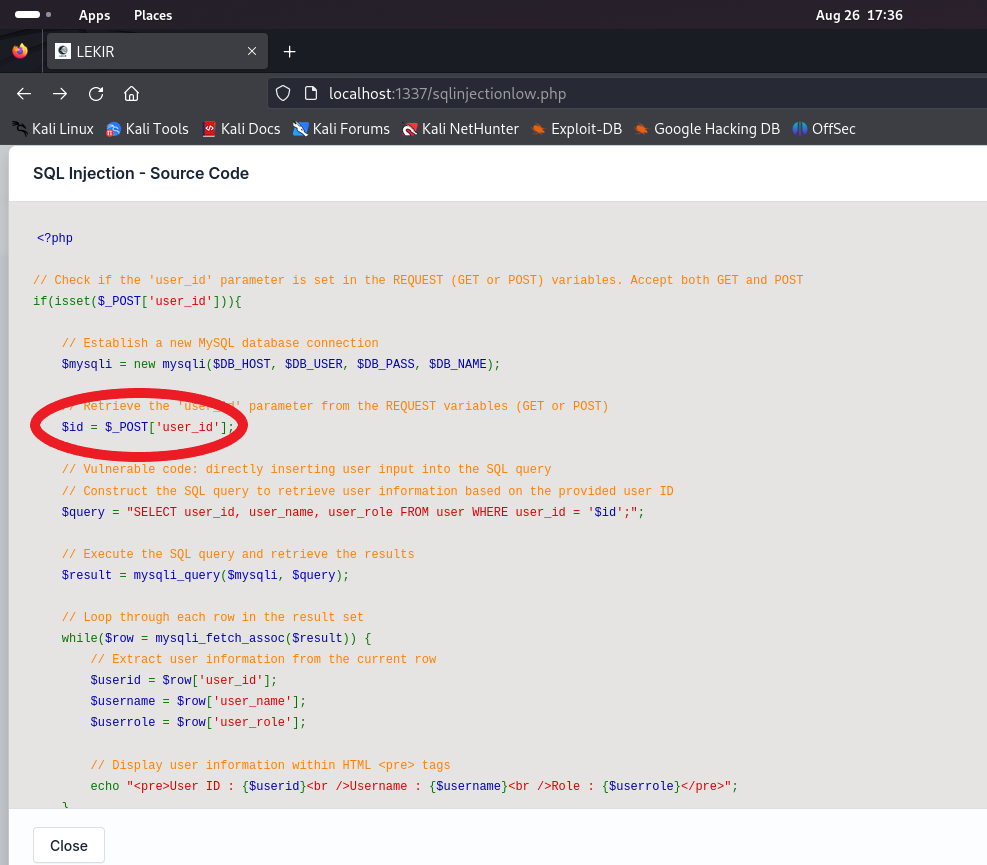 Apps Places Aug 26 17:36
LEKIR
localhost:1337/sqlinjectionlow.php
Kali Linux Kali Tools Kali Docs Kali Forums Kali NetHunter Exploit-DB Google Hacking DB OffSec
SQL Injection - Source Code
<?php
// Check if the 'user_id' parameter is set in the REQUEST (GET or POST) variables. Accept both GET and POST
if(isset($_POST['user_id'])){
// Establish a new MySQL database connection
$mysqli = new mysqli($DB_HOST, $DB_USER, $DB_PASS, $DB_NAME);
// Retrieve the 'user_id' parameter from the REQUEST variables (GET or POST)
$id = $_POST['user_id'];
// Vulnerable code: directly inserting user input into the SQL query
// Construct the SQL query to retrieve user information based on the provided user ID
$query = "SELECT user_id, user_name, user_role FROM user WHERE user_id = '$id';";
// Execute the SQL query and retrieve the results
$result = mysqli_query($mysqli, $query);
// Loop through each row in the result set
while($row = mysqli_fetch_assoc($result)) {
// Extract user information from the current row
$userid = $row['user_id'];
$username = $row['user_name'];
$userrole = $row['user_role'];
// Display user information within HTML <pre> tags
echo "<pre>User ID : {$userid}<br />Username : {$username}<br />Role : {$userrole}</pre>";
}
Close